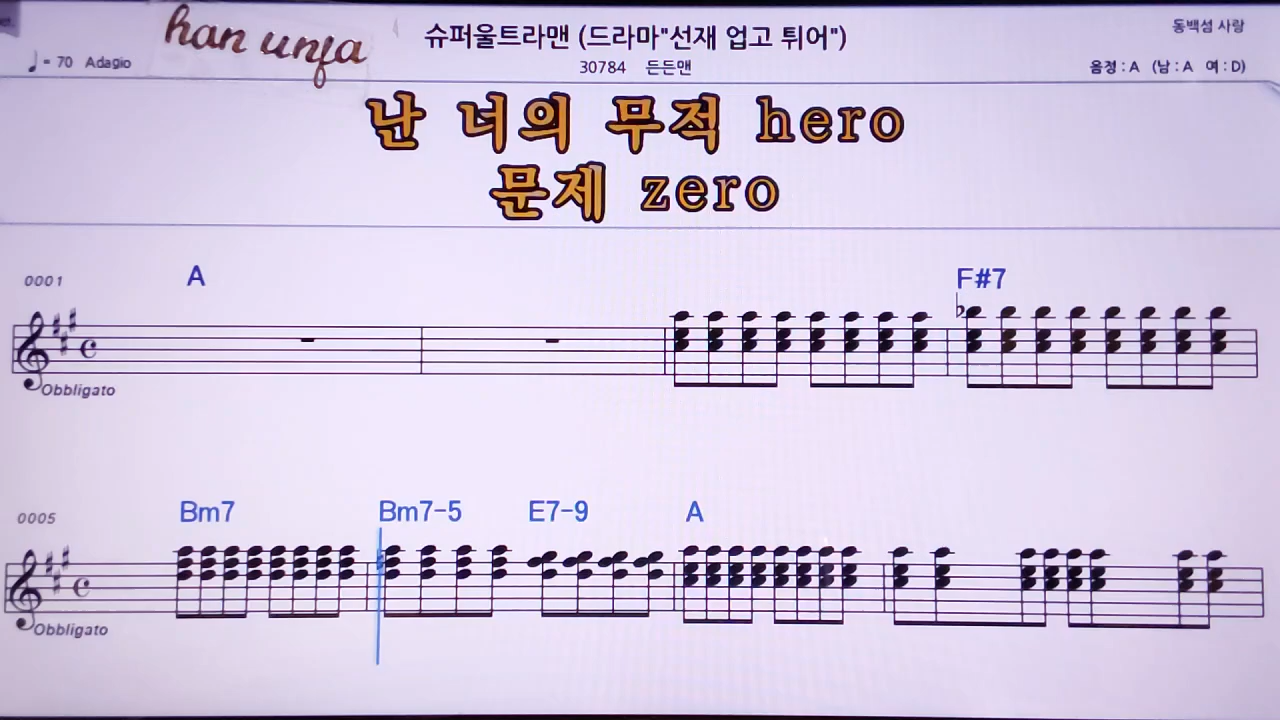 han unfa
슈퍼울트라맨 (드라마"선재 업고 튀어")
동백섬 사랑
♩= 70 Adagio
30784 든든맨
음정 : A (남 : A 여 : D)
난 너의 무적 hero
문제 zero
0001 A F#7
Obbligato
0005 Bm7 Bm7-5 E7-9 A
Obbligato